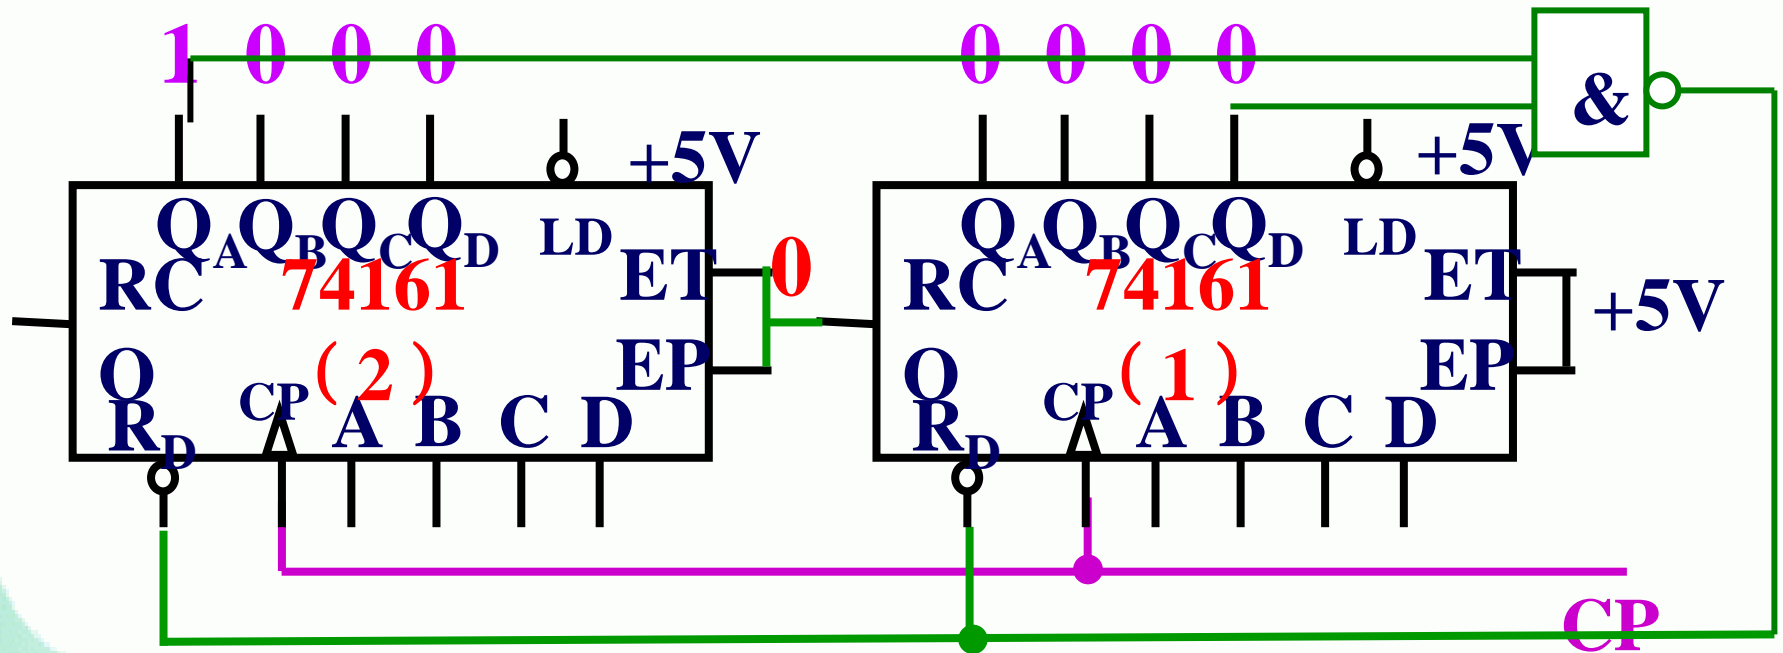 1 0 0 0 0 0 0 0
&
+5V +5V
QA QB QC QD LD QA QB QC QD LD
RC 74161 ET 0 RC 74161 ET +5V
Q (2) EP Q (1) EP
RD CP A B C D RD CP A B C D
CP